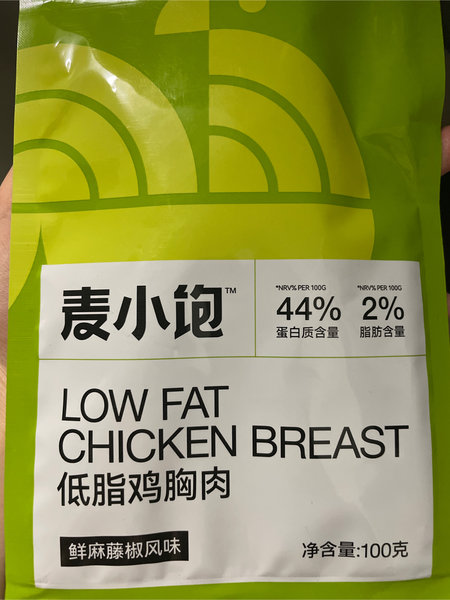 麦小饱™
*NRV% PER 100G
44%
蛋白质含量
*NRV% PER 100G
2%
脂肪含量
LOW FAT
CHICKEN BREAST
低脂鸡胸肉
鲜麻藤椒风味
净含量:100克